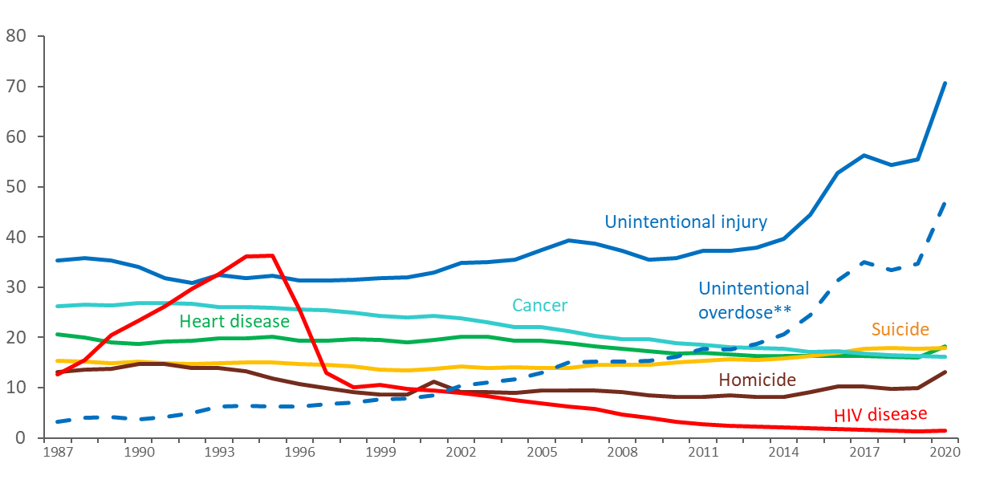 80
70
60
50
40
30
20
10
0
Unintentional injury
Unintentional
overdose**
Cancer
Heart disease
Suicide
Homicide
HIV disease
1987 1990 1993 1996 1999 2002 2005 2008 2011 2014 2017 2020